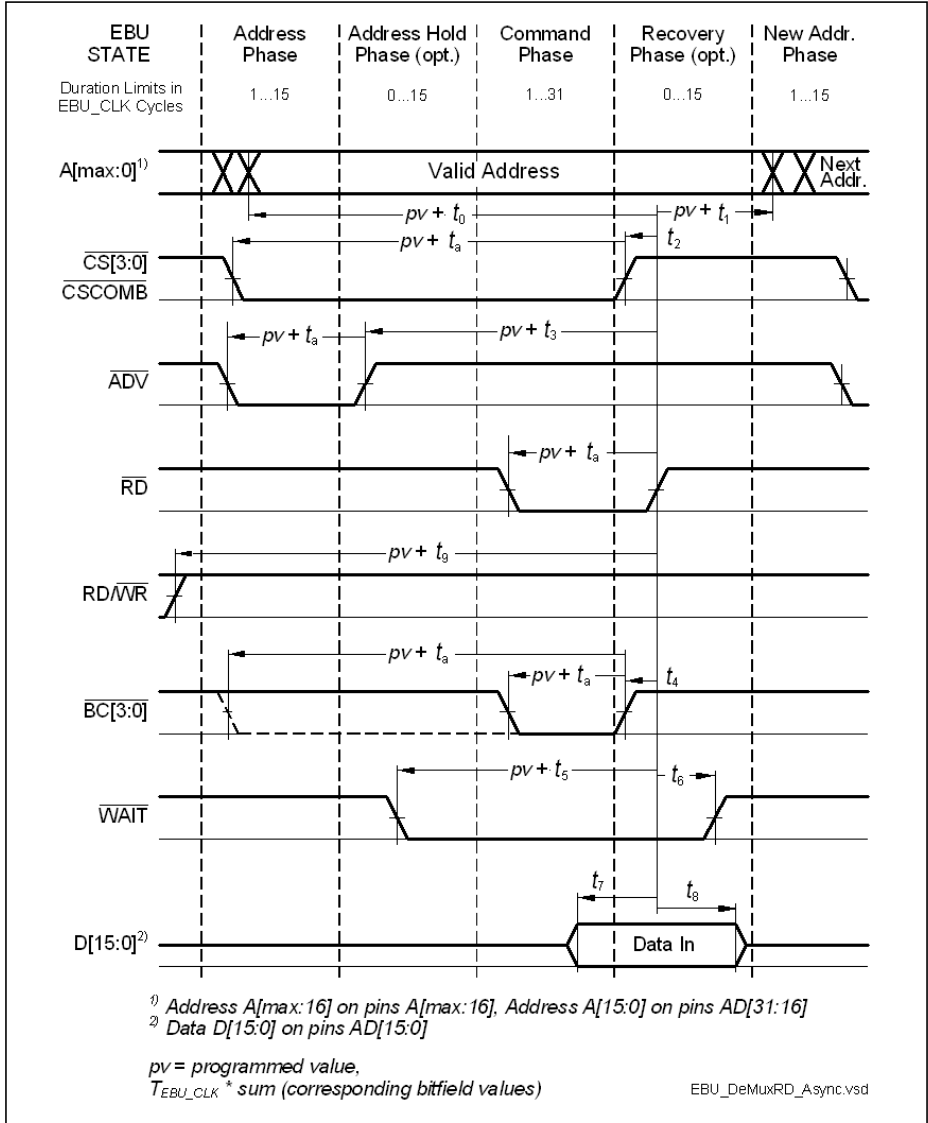 EBU STATE
Address Phase
Address Hold Phase (opt.)
Command Phase
Recovery Phase (opt.)
New Addr. Phase
Duration Limits in EBU_CLK Cycles
1...15
0...15
1...31
0...15
1...15
A[max:0]1)
Valid Address
Next Addr.
pv + t0
pv + t1
pv + ta
t2
CS[3:0]
CSCOMB
pv + ta
pv + t3
ADV
pv + ta
RD
pv + t9
RD/WR
pv + ta
pv + ta
t4
BC[3:0]
pv + t5
t6
WAIT
t7
t8
D[15:0]2)
Data In
1) Address A[max:16] on pins A[max:16], Address A[15:0] on pins AD[31:16]
2) Data D[15:0] on pins AD[15:0]
pv = programmed value,
TEBU_CLK * sum (corresponding bitfield values)
EBU_DeMuxRD_Async.vsd